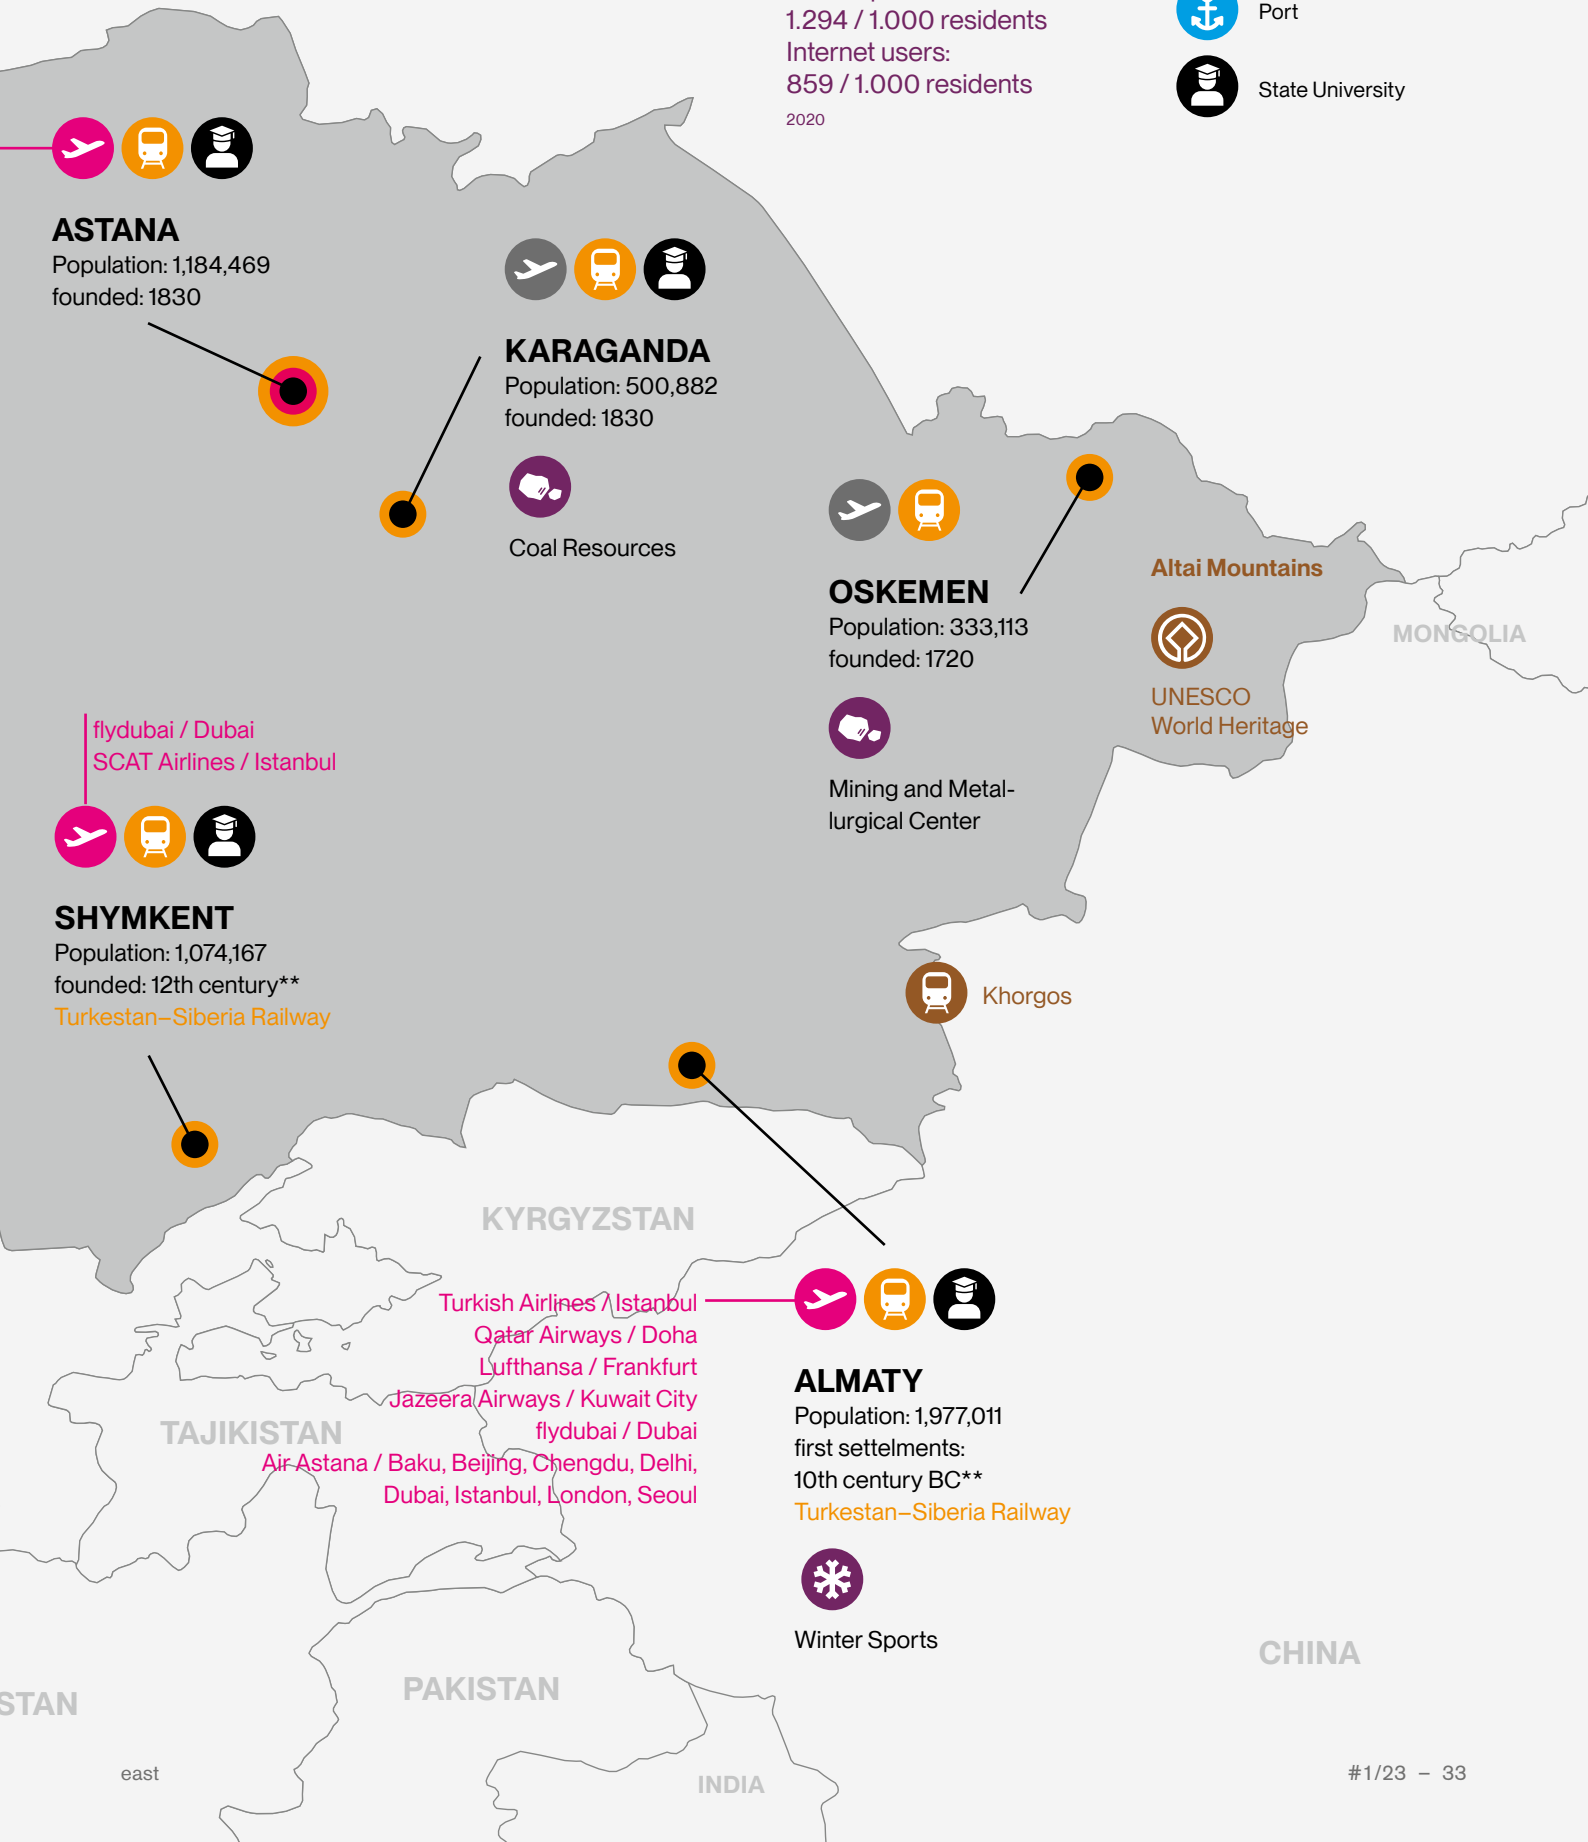 1.294 / 1.000 residents
Internet users:
859 / 1.000 residents
2020
Port
State University
ASTANA
Population: 1,184,469
founded: 1830
KARAGANDA
Population: 500,882
founded: 1830
Coal Resources
OSKEMEN
Population: 333,113
founded: 1720
Mining and Metal-
lurgical Center
Altai Mountains
UNESCO
World Heritage
MONGOLIA
flydubai / Dubai
SCAT Airlines / Istanbul
SHYMKENT
Population: 1,074,167
founded: 12th century**
Turkestan–Siberia Railway
Khorgos
KYRGYZSTAN
Turkish Airlines / Istanbul
Qatar Airways / Doha
Lufthansa / Frankfurt
Jazeera Airways / Kuwait City
flydubai / Dubai
Air Astana / Baku, Beijing, Chengdu, Delhi,
Dubai, Istanbul, London, Seoul
ALMATY
Population: 1,977,011
first settelments:
10th century BC**
Turkestan–Siberia Railway
Winter Sports
TAJIKISTAN
CHINA
PAKISTAN
STAN
INDIA
east
#1/23 – 33